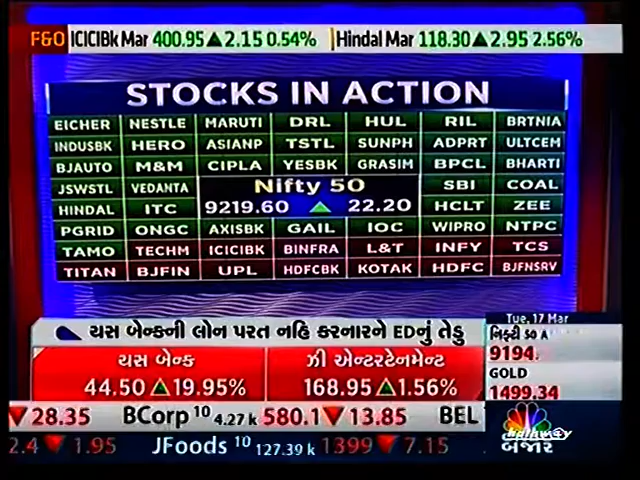 F&O ICICIBk Mar 400.95 ▲ 2.15 0.54% Hindal Mar 118.30 ▲ 2.95 2.56%
STOCKS IN ACTION
EICHER NESTLE MARUTI DRL HUL RIL BRTNIA
INDUSBK HERO ASIANP TSTL SUNPH ADPRT ULTCEM
BJAUTO M&M CIPLA YESBK GRASIM BPCL BHARTI
JSWSTL VEDANTA Nifty 50 SBI COAL
HINDAL ITC 9219.60 ▲ 22.20 HCLT ZEE
PGRID ONGC AXISBK GAIL IOC WIPRO NTPC
TAMO TECHM ICICIBK BINFRA L&T INFY TCS
TITAN BJFIN UPL HDFCBK KOTAK HDFC BJFNSRV
Tue, 17 Mar
યસ બેન્કની લોન પરત નહિ કરનારને EDનું તેડુ
નિફ્ટી 50 A
9194.
યસ બેન્ક ઝી એન્ટરટેનમેન્ટ
GOLD
44.50 ▲ 19.95% 168.95 ▲ 1.56%
1499.34
▼ 28.35 BCorp 10 4.27 k 580.1 ▼ 13.85 BEL
hathway
2.4 ▼ 1.95 JFoods 10 127.39 k 1399 ▼ 7.15
બજાર